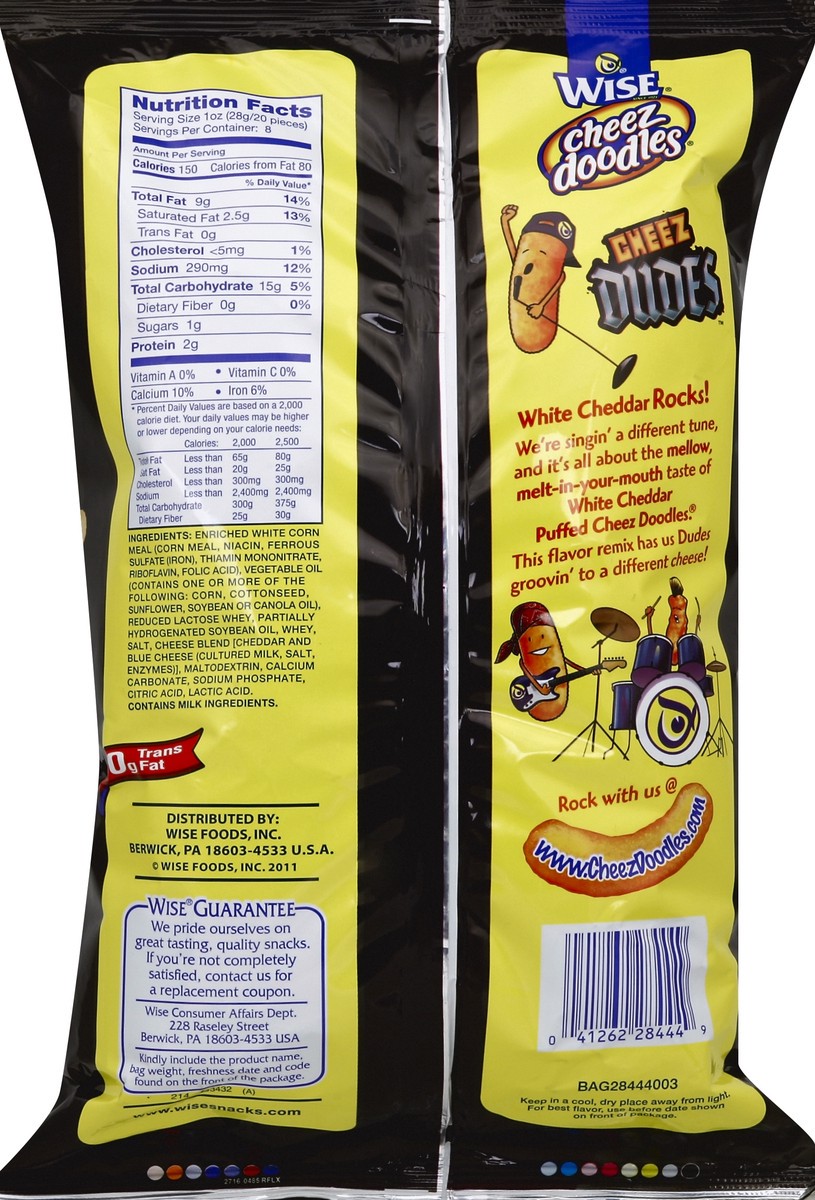 Nutrition Facts
Serving Size 1oz (28g/20 pieces)
Servings Per Container: 8
Amount Per Serving
Calories 150 Calories from Fat 80
% Daily Value*
Total Fat 9g 14%
Saturated Fat 2.5g 13%
Trans Fat 0g
Cholesterol <5mg 1%
Sodium 290mg 12%
Total Carbohydrate 15g 5%
Dietary Fiber 0g 0%
Sugars 1g
Protein 2g
Vitamin A 0% • Vitamin C 0%
Calcium 10% • Iron 6%
*Percent Daily Values are based on a 2,000
calorie diet. Your daily values may be higher
or lower depending on your calorie needs:
Calories: 2,000 2,500
Total Fat Less than 65g 80g
Sat Fat Less than 20g 25g
Cholesterol Less than 300mg 300mg
Sodium Less than 2,400mg 2,400mg
Total Carbohydrate 300g 375g
Dietary Fiber 25g 30g
INGREDIENTS: ENRICHED WHITE CORN
MEAL (CORN MEAL, NIACIN, FERROUS
SULFATE (IRON), THIAMIN MONONITRATE,
RIBOFLAVIN, FOLIC ACID), VEGETABLE OIL
(CONTAINS ONE OR MORE OF THE
FOLLOWING: CORN, COTTONSEED,
SUNFLOWER, SOYBEAN OR CANOLA OIL),
REDUCED LACTOSE WHEY, PARTIALLY
HYDROGENATED SOYBEAN OIL, WHEY,
SALT, CHEESE BLEND [CHEDDAR AND
BLUE CHEESE (CULTURED MILK, SALT,
ENZYMES)], MALTODEXTRIN, CALCIUM
CARBONATE, SODIUM PHOSPHATE,
CITRIC ACID, LACTIC ACID.
CONTAINS MILK INGREDIENTS.
0g Trans
Fat
DISTRIBUTED BY:
WISE FOODS, INC.
BERWICK, PA 18603-4533 U.S.A.
© WISE FOODS, INC. 2011
WISE® GUARANTEE
We pride ourselves on
great tasting, quality snacks.
If you're not completely
satisfied, contact us for
a replacement coupon.
Wise Consumer Affairs Dept.
228 Raseley Street
Berwick, PA 18603-4533 USA
Kindly include the product name,
bag weight, freshness date and code
found on the front of the package.
214 3432 (A)
www.wisesnacks.com
2716 0485 RFLX
WISE®
cheez
doodles®
CHEEZ
DUDES™
White Cheddar Rocks!
We're singin' a different tune,
and it's all about the mellow,
melt-in-your-mouth taste of
White Cheddar
Puffed Cheez Doodles.®
This flavor remix has us Dudes
groovin' to a different cheese!
Rock with us @
www.CheezDoodles.com
0 41262 28444 9
BAG28444003
Keep in a cool, dry place away from light.
For best flavor, use before date shown
on front of package.